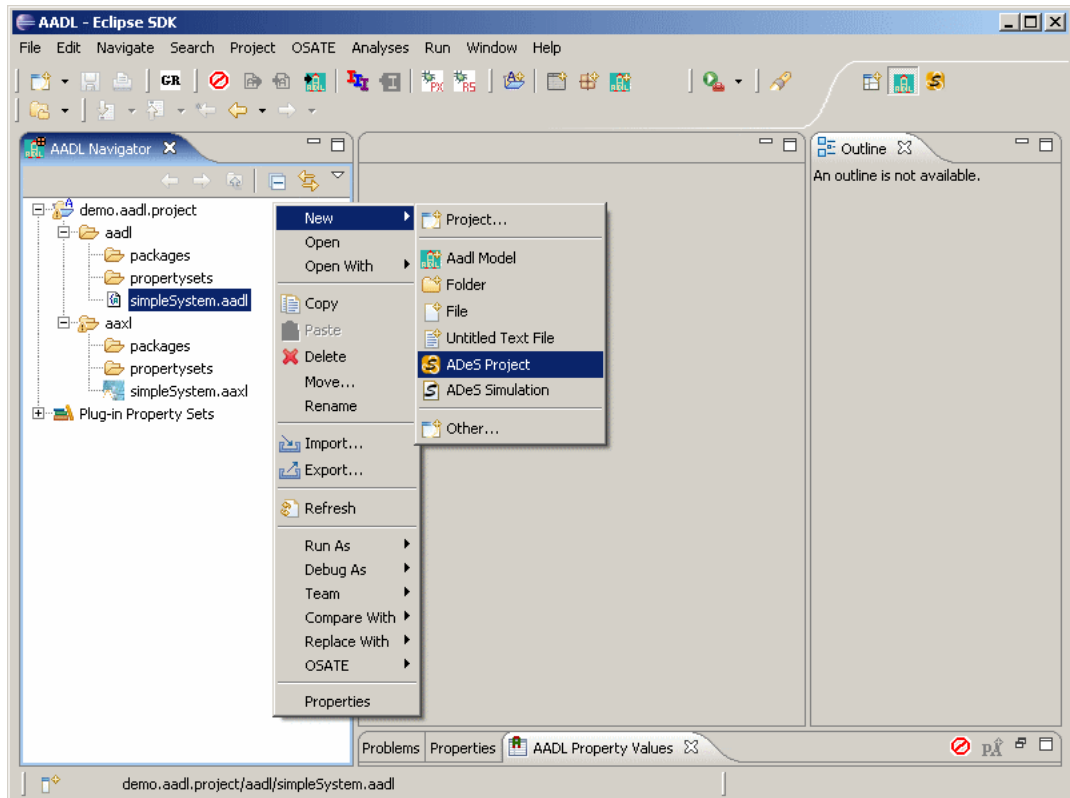 AADL - Eclipse SDK
File Edit Navigate Search Project OSATE Analyses Run Window Help
GR PX RS
AADL Navigator
Outline
An outline is not available.
demo.aadl.project
aadl
packages
propertysets
simpleSystem.aadl
aaxl
packages
propertysets
simpleSystem.aaxl
Plug-in Property Sets
New
Open
Open With
Copy
Paste
Delete
Move...
Rename
Import...
Export...
Refresh
Run As
Debug As
Team
Compare With
Replace With
OSATE
Properties
Project...
Aadl Model
Folder
File
Untitled Text File
ADeS Project
ADeS Simulation
Other...
Problems Properties AADL Property Values
demo.aadl.project/aadl/simpleSystem.aadl